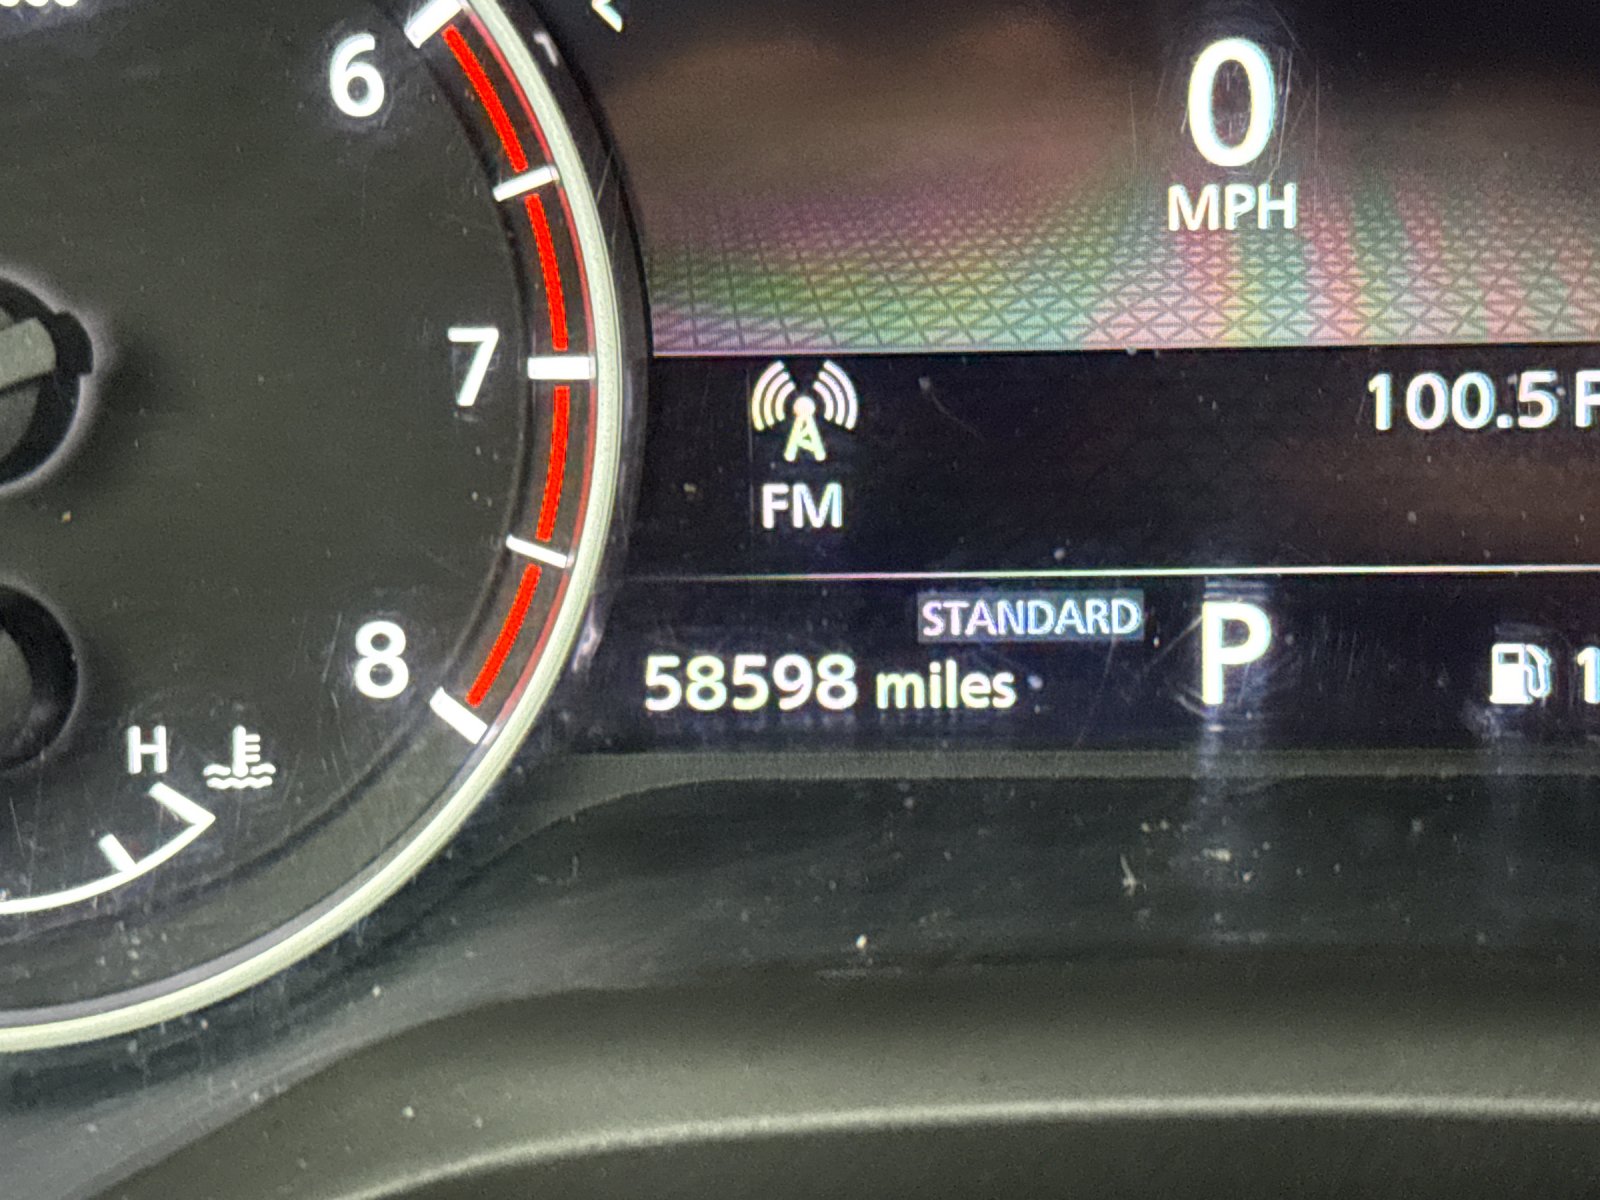 6
0
MPH
7
100.5
FM
STANDARD
P
58598 miles
8
H